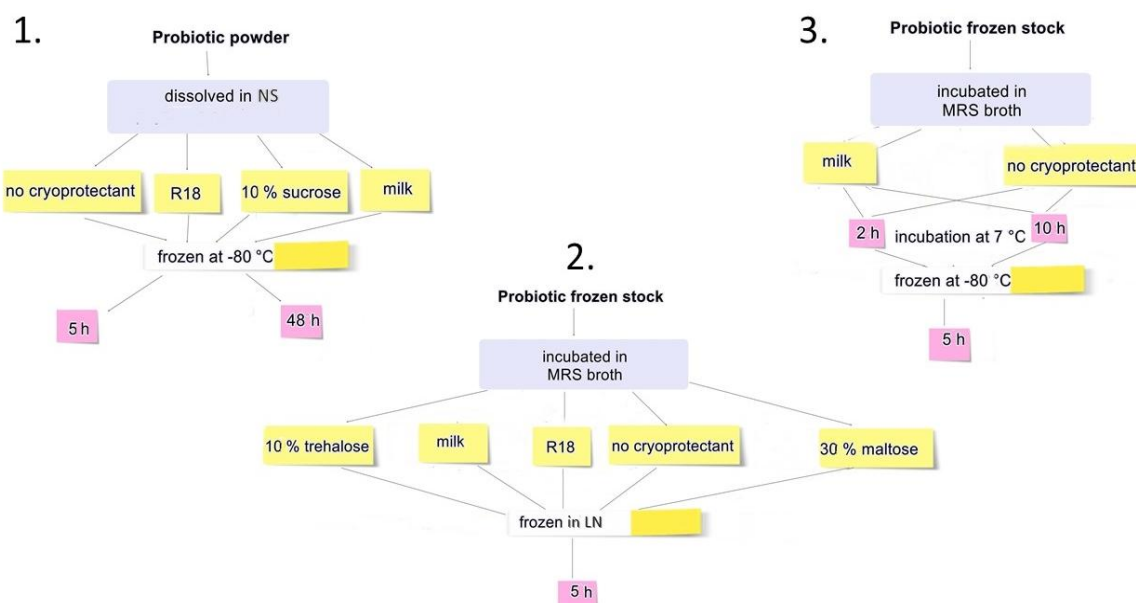 1.
Probiotic powder
dissolved in NS
no cryoprotectant
R18
10 % sucrose
milk
frozen at -80 °C
5 h
48 h
2.
Probiotic frozen stock
incubated in
MRS broth
10 % trehalose
milk
R18
no cryoprotectant
30 % maltose
frozen in LN
5 h
3.
Probiotic frozen stock
incubated in
MRS broth
milk
no cryoprotectant
2 h
incubation at 7 °C
10 h
frozen at -80 °C
5 h